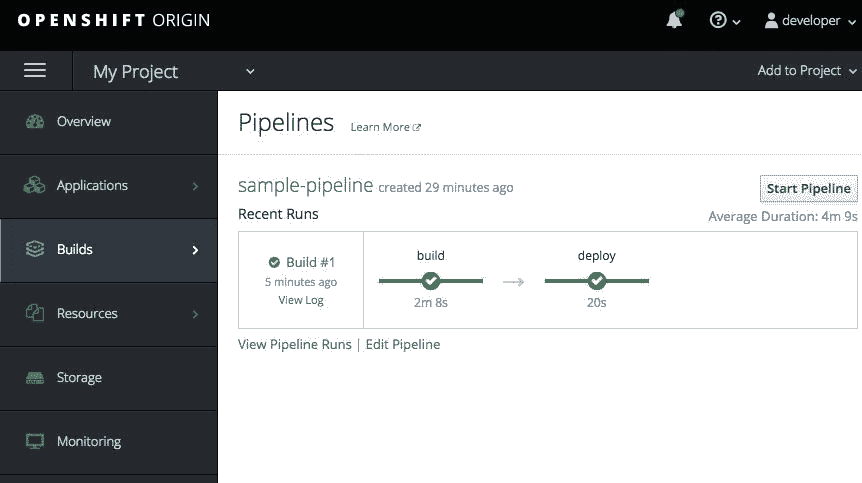 OPENSHIFT ORIGIN
developer
My Project
Add to Project
Overview
Applications
Builds
Resources
Storage
Monitoring
Pipelines Learn More
sample-pipeline created 29 minutes ago
Start Pipeline
Recent Runs
Average Duration: 4m 9s
Build #1
5 minutes ago
View Log
build
2m 8s
deploy
20s
View Pipeline Runs | Edit Pipeline